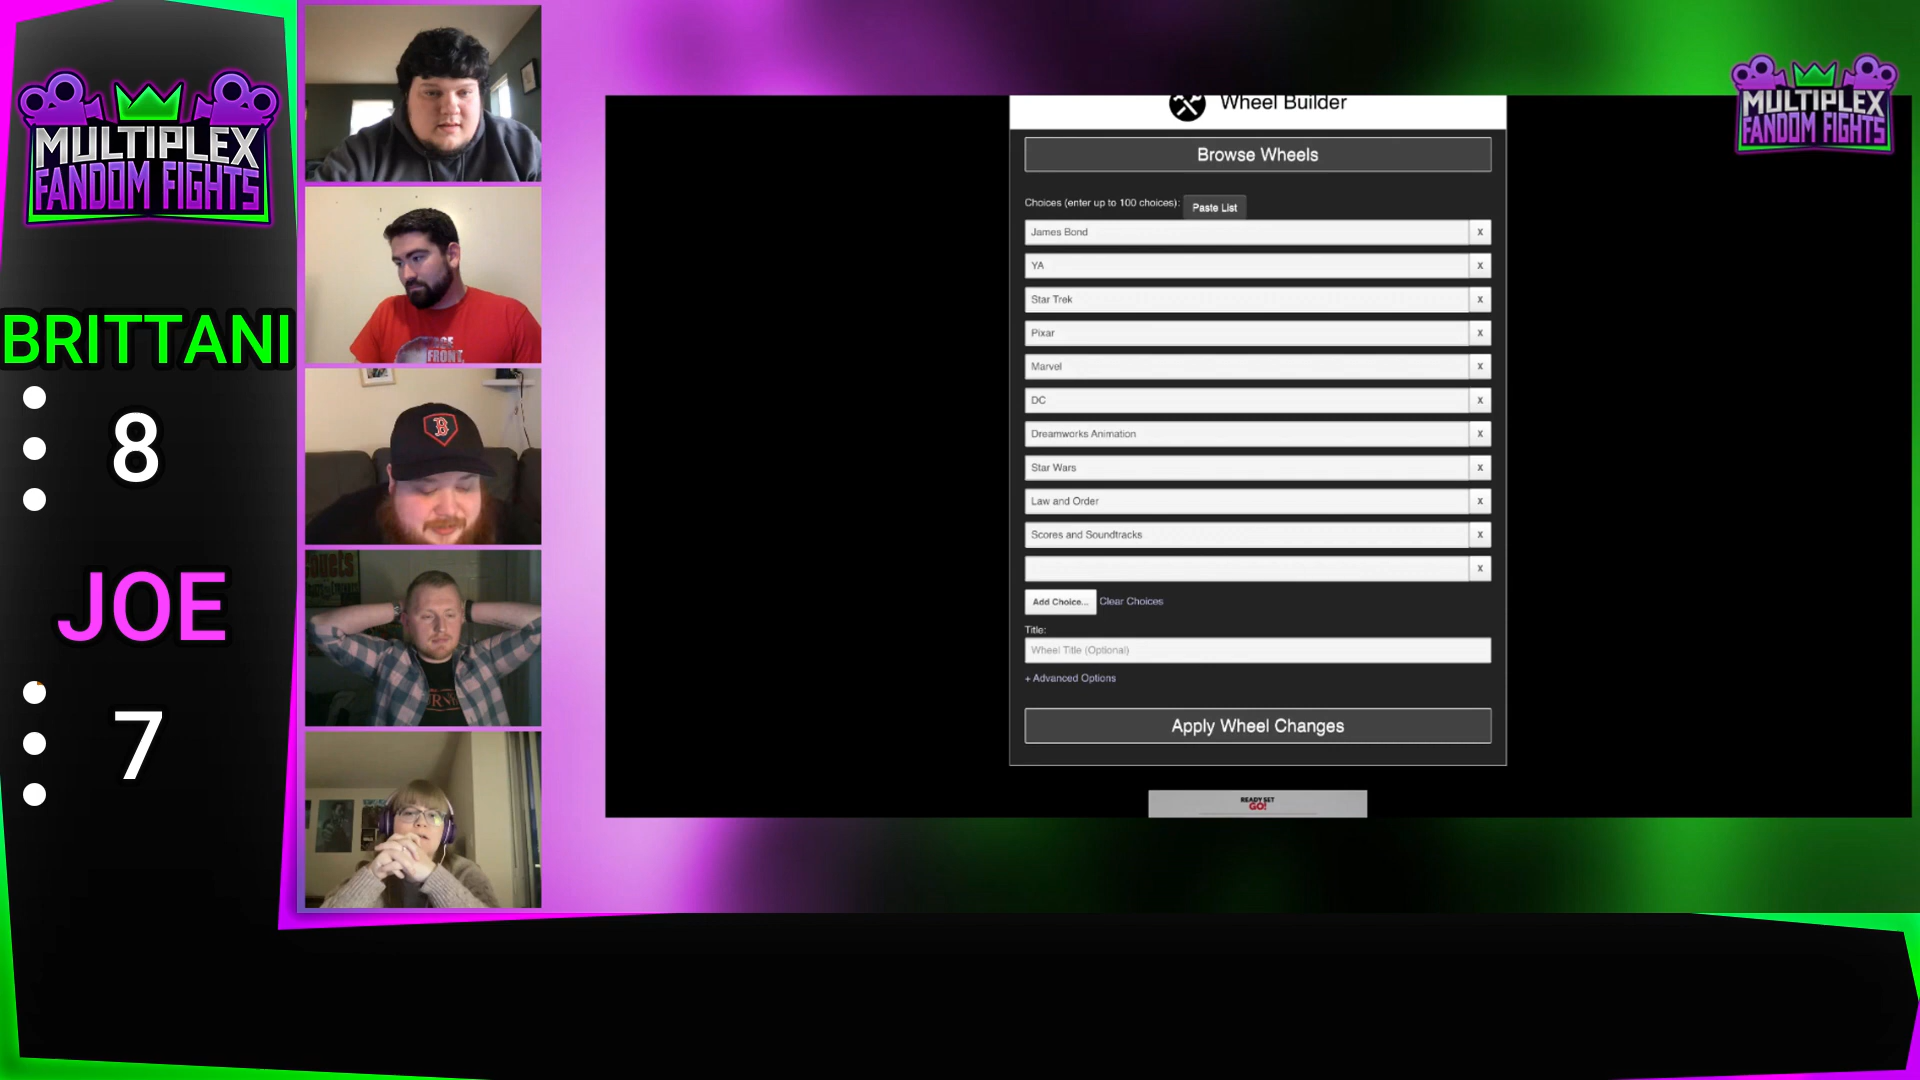 MULTIPLEX
FANDOM FIGHTS
BRITTANI
8
JOE
7
B
FRONT.
Wheel Builder
Browse Wheels
Choices (enter up to 100 choices): Paste List
James Bond x
YA x
Star Trek x
Pixar x
Marvel x
DC x
Dreamworks Animation x
Star Wars x
Law and Order x
Scores and Soundtracks x
x
Add Choice... Clear Choices
Title:
Wheel Title (Optional)
+ Advanced Options
Apply Wheel Changes
READY SET
GO!
MULTIPLEX
FANDOM FIGHTS